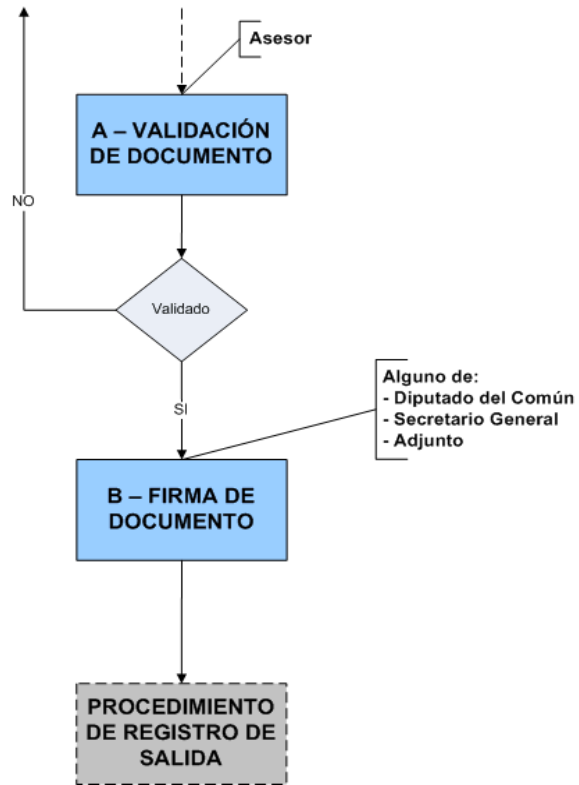 Asesor
A – VALIDACIÓN
DE DOCUMENTO
NO
Validado
SI
Alguno de:
- Diputado del Común
- Secretario General
- Adjunto
B – FIRMA DE
DOCUMENTO
PROCEDIMIENTO
DE REGISTRO DE
SALIDA